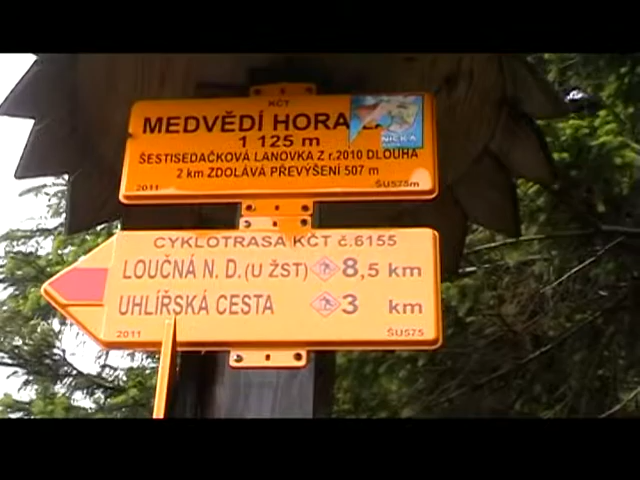 KČT
MEDVĚDÍ HORA
1 125 m
ŠESTISEDAČKOVÁ LANOVKA Z r.2010 DLOUHÁ
2 km ZDOLÁVÁ PŘEVÝŠENÍ 507 m
2011 ŠU575m
CYKLOTRASA KČT č.6155
LOUČNÁ N. D. (U ŽST) 8,5 km
UHLÍŘSKÁ CESTA 3 km
2011 ŠU575